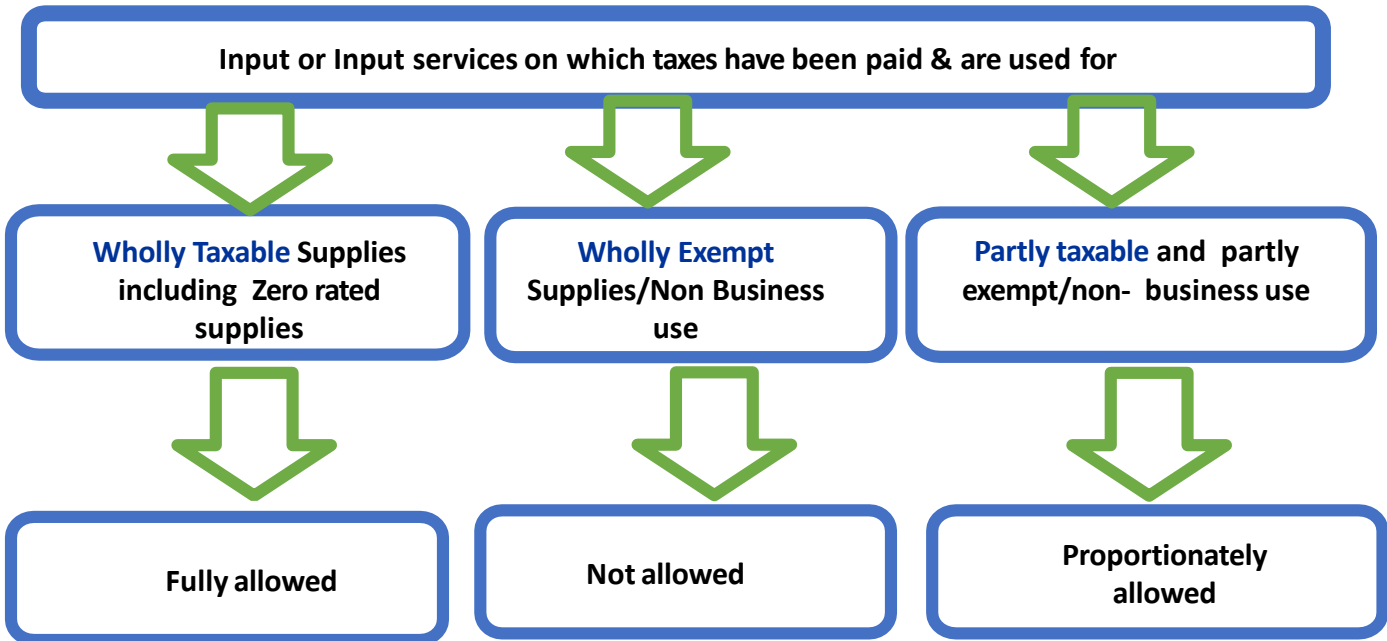 Input or Input services on which taxes have been paid & are used for
Wholly Taxable Supplies
including Zero rated
supplies
Wholly Exempt
Supplies/Non Business
use
Partly taxable and partly
exempt/non- business use
Fully allowed
Not allowed
Proportionately
allowed